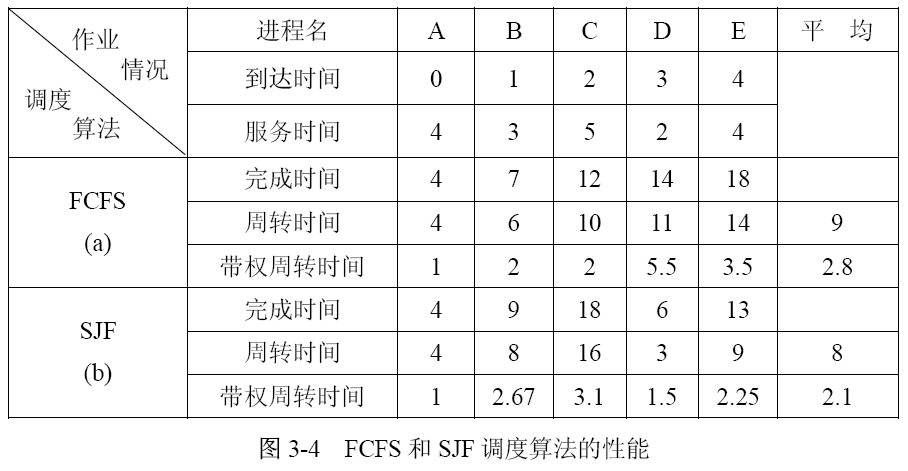 作业
情况
调度
算法
进程名 A B C D E 平 均
到达时间 0 1 2 3 4
服务时间 4 3 5 2 4
FCFS
(a)
完成时间 4 7 12 14 18
周转时间 4 6 10 11 14 9
带权周转时间 1 2 2 5.5 3.5 2.8
SJF
(b)
完成时间 4 9 18 6 13
周转时间 4 8 16 3 9 8
带权周转时间 1 2.67 3.1 1.5 2.25 2.1
图 3-4 FCFS 和 SJF 调度算法的性能